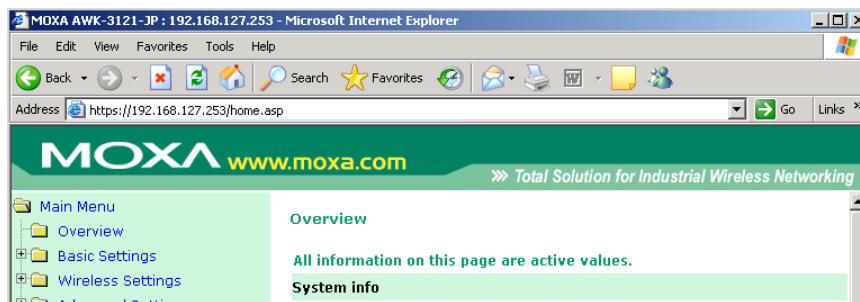 MOXA AWK-3121-JP : 192.168.127.253 - Microsoft Internet Explorer
File Edit View Favorites Tools Help
Back Search Favorites
Address https://192.168.127.253/home.asp Go Links »
MOXA www.moxa.com
Total Solution for Industrial Wireless Networking
Main Menu
Overview
Basic Settings
Wireless Settings
Overview
All information on this page are active values.
System info